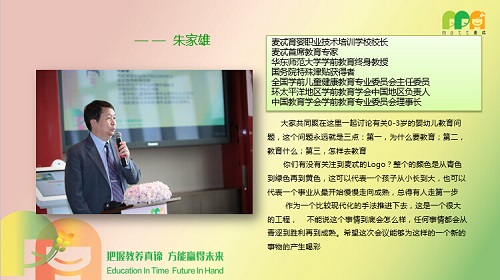 —— 朱家雄
麦忒育婴职业技术培训学校校长
麦忒首席教育专家
华东师范大学学前教育终身教授
国务院特殊津贴获得者
全国学前儿童健康教育专业委员会主任委员
环太平洋地区学前教育学会中国地区负责人
中国教育学会学前教育专业委员会理事长
大家共同聚在这里一起讨论有关0-3岁的婴幼儿教育问
题，这个问题永远就是三点：第一，为什么要教育；第二，
教育什么；第三，怎样去教育
你们有没有关注到麦忒的Logo？整个的颜色是从青色
到绿色再到黄色，这可以代表一个孩子从小长到大，也可以
代表一个事业从最开始慢慢走向成熟，总得有人走第一步
作为一个比较现代化的手法推进下去，这是一个很大
的工程， 不能说这个事情到底会怎么样，任何事情都会从
青涩到胜利再到成熟。希望这次会议能够为这样的一个新的
事物的产生喝彩
把握教养真锦 方能赢得未来
Education In Time Future In Hand